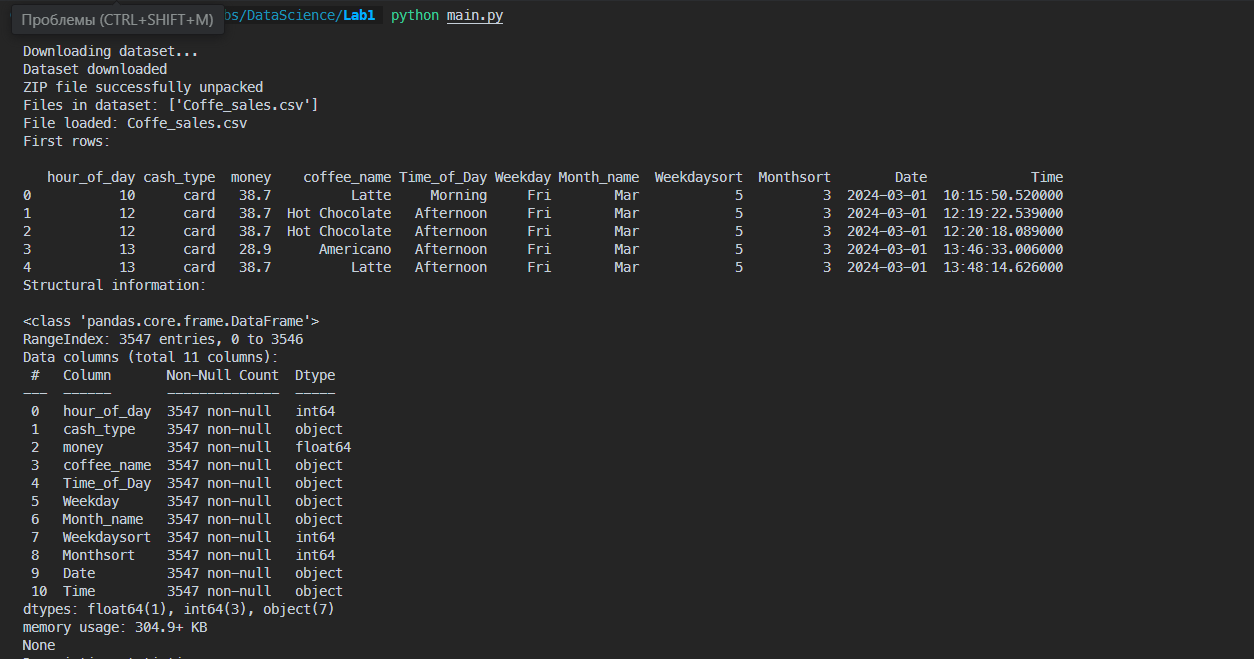 Проблемы (CTRL+SHIFT+M) bs/DataScience/Lab1 python main.py
Downloading dataset...
Dataset downloaded
ZIP file successfully unpacked
Files in dataset: ['Coffe_sales.csv']
File loaded: Coffe_sales.csv
First rows:
hour_of_day cash_type money coffee_name Time_of_Day Weekday Month_name Weekdaysort Monthsort Date Time
0 10 card 38.7 Latte Morning Fri Mar 5 3 2024-03-01 10:15:50.520000
1 12 card 38.7 Hot Chocolate Afternoon Fri Mar 5 3 2024-03-01 12:19:22.539000
2 12 card 38.7 Hot Chocolate Afternoon Fri Mar 5 3 2024-03-01 12:20:18.089000
3 13 card 28.9 Americano Afternoon Fri Mar 5 3 2024-03-01 13:46:33.006000
4 13 card 38.7 Latte Afternoon Fri Mar 5 3 2024-03-01 13:48:14.626000
Structural information:
<class 'pandas.core.frame.DataFrame'>
RangeIndex: 3547 entries, 0 to 3546
Data columns (total 11 columns):
# Column Non-Null Count Dtype
--- ------ -------------- -----
0 hour_of_day 3547 non-null int64
1 cash_type 3547 non-null object
2 money 3547 non-null float64
3 coffee_name 3547 non-null object
4 Time_of_Day 3547 non-null object
5 Weekday 3547 non-null object
6 Month_name 3547 non-null object
7 Weekdaysort 3547 non-null int64
8 Monthsort 3547 non-null int64
9 Date 3547 non-null object
10 Time 3547 non-null object
dtypes: float64(1), int64(3), object(7)
memory usage: 304.9+ KB
None